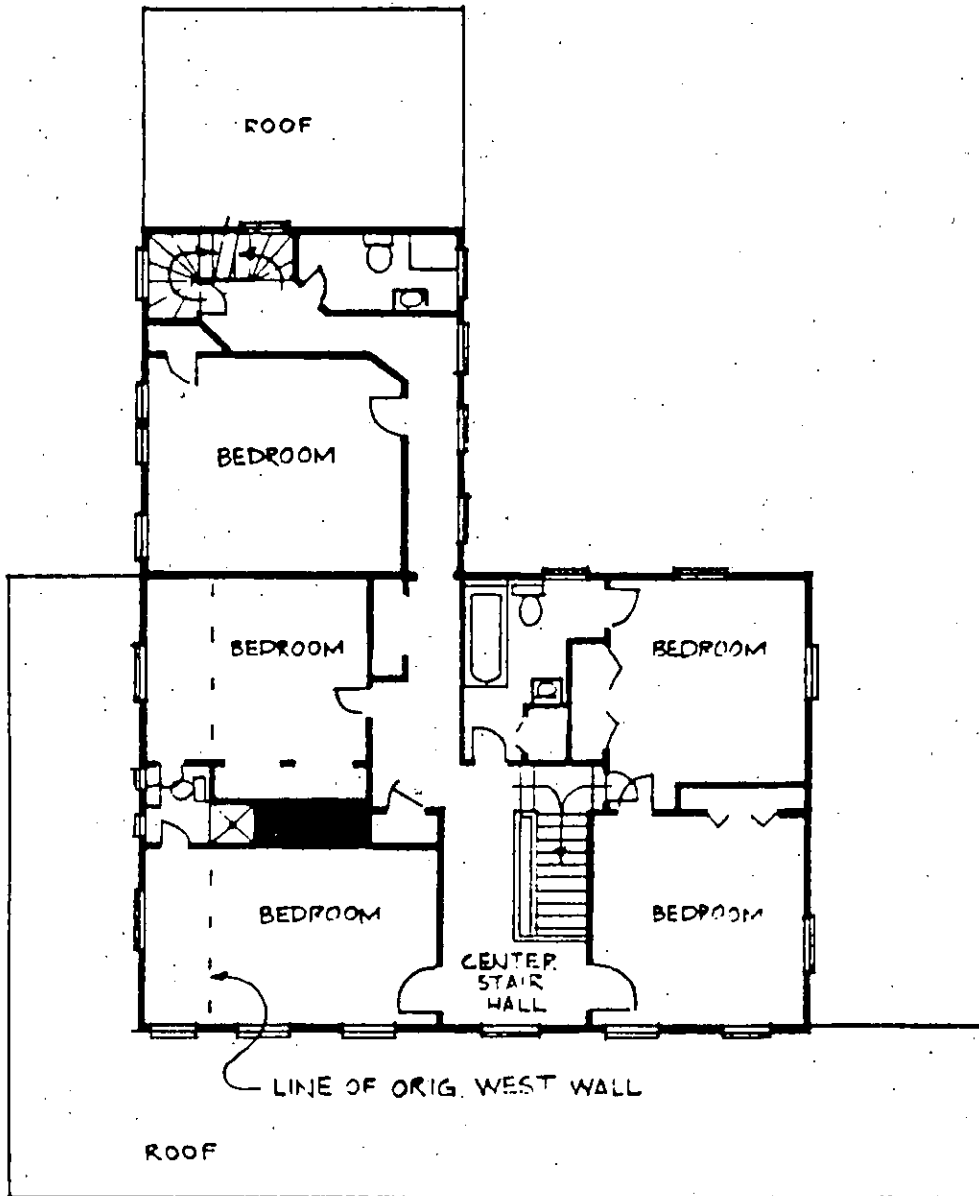 ROOF
BEDROOM
BEDROOM
BEDROOM
BEDROOM
BEDROOM
CENTER
STAIR
HALL
LINE OF ORIG. WEST WALL
ROOF